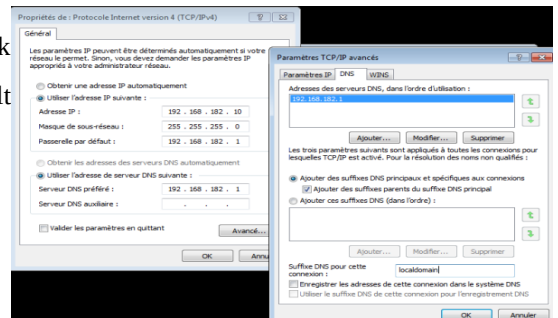 k
lt
Propriétés de : Protocole Internet version 4 (TCP/IPv4)
Général
Les paramètres IP peuvent être déterminés automatiquement si votre
réseau le permet. Sinon, vous devez demander les paramètres IP
appropriés à votre administrateur réseau.
Obtenir une adresse IP automatiquement
Utiliser l'adresse IP suivante :
Adresse IP : 192 . 168 . 182 . 10
Masque de sous-réseau : 255 . 255 . 255 . 0
Passerelle par défaut : 192 . 168 . 182 . 1
Obtenir les adresses des serveurs DNS automatiquement
Utiliser l'adresse de serveur DNS suivante :
Serveur DNS préféré : 192 . 168 . 182 . 1
Serveur DNS auxiliaire : . . .
Valider les paramètres en quittant
Avancé...
OK
Annu
Paramètres TCP/IP avancés
Paramètres IP DNS WINS
Adresses des serveurs DNS, dans l'ordre d'utilisation :
192.168.182.1
Ajouter... Modifier... Supprimer
Les trois paramètres suivants sont appliqués à toutes les connexions pour
lesquelles TCP/IP est activé. Pour la résolution des noms non qualifiés :
Ajouter des suffixes DNS principaux et spécifiques aux connexions
Ajouter des suffixes parents du suffixe DNS principal
Ajouter ces suffixes DNS (dans l'ordre) :
Ajouter... Modifier... Supprimer
Suffixe DNS pour cette
connexion : localdomain
Enregistrer les adresses de cette connexion dans le système DNS
Utiliser le suffixe DNS de cette connexion pour l'enregistrement DNS
OK Annuler